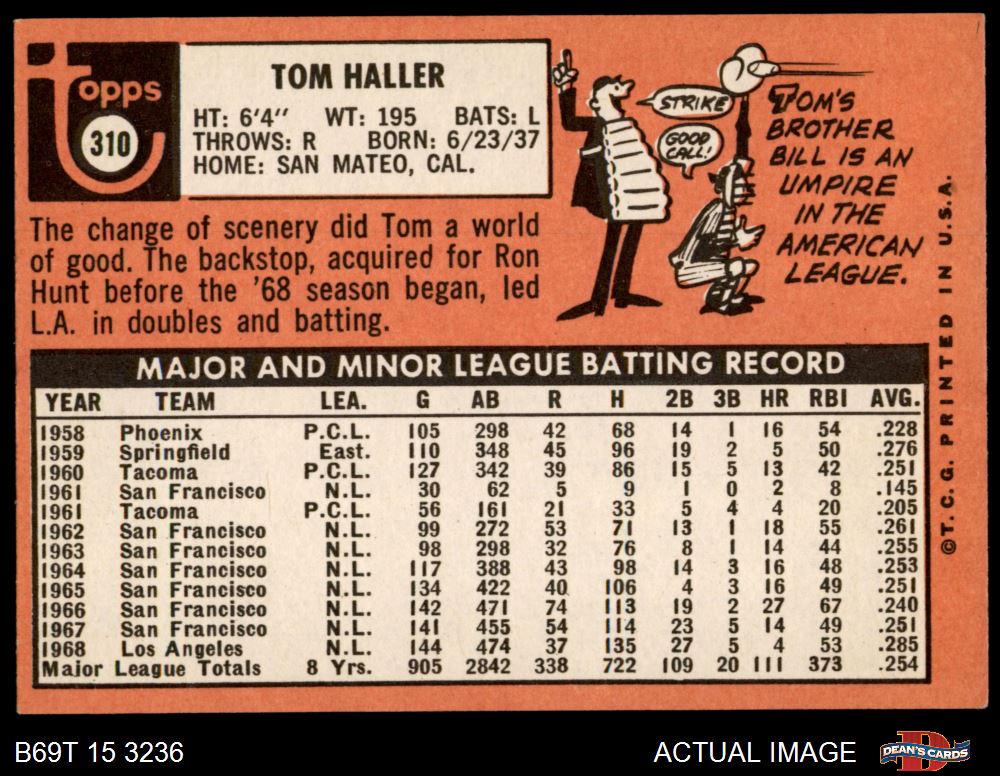 Topps
310
TOM HALLER
HT: 6'4" WT: 195 BATS: L
THROWS: R BORN: 6/23/37
HOME: SAN MATEO, CAL.
The change of scenery did Tom a world
of good. The backstop, acquired for Ron
Hunt before the '68 season began, led
L.A. in doubles and batting.
STRIKE
GOOD
CALL!
TOM'S
BROTHER
BILL IS AN
UMPIRE
IN THE
AMERICAN
LEAGUE.
MAJOR AND MINOR LEAGUE BATTING RECORD
YEAR TEAM LEA. G AB R H 2B 3B HR RBI AVG.
1958 Phoenix P.C.L. 105 298 42 68 14 1 16 54 .228
1959 Springfield East. 110 348 45 96 19 2 5 50 .276
1960 Tacoma P.C.L. 127 342 39 86 15 5 13 42 .251
1961 San Francisco N.L. 30 62 5 9 1 0 2 8 .145
1961 Tacoma P.C.L. 56 161 21 33 5 4 4 20 .205
1962 San Francisco N.L. 99 272 53 71 13 1 18 55 .261
1963 San Francisco N.L. 98 298 32 76 8 1 14 44 .255
1964 San Francisco N.L. 117 388 43 98 14 3 16 48 .253
1965 San Francisco N.L. 134 422 40 106 4 3 16 49 .251
1966 San Francisco N.L. 142 471 74 113 19 2 27 67 .240
1967 San Francisco N.L. 141 455 54 114 23 5 14 49 .251
1968 Los Angeles N.L. 144 474 37 135 27 5 4 53 .285
Major League Totals 8 Yrs. 905 2842 338 722 109 20 111 373 .254
©T. C. G. PRINTED IN U.S.A.
B69T 15 3236
ACTUAL IMAGE
DEAN'S CARDS